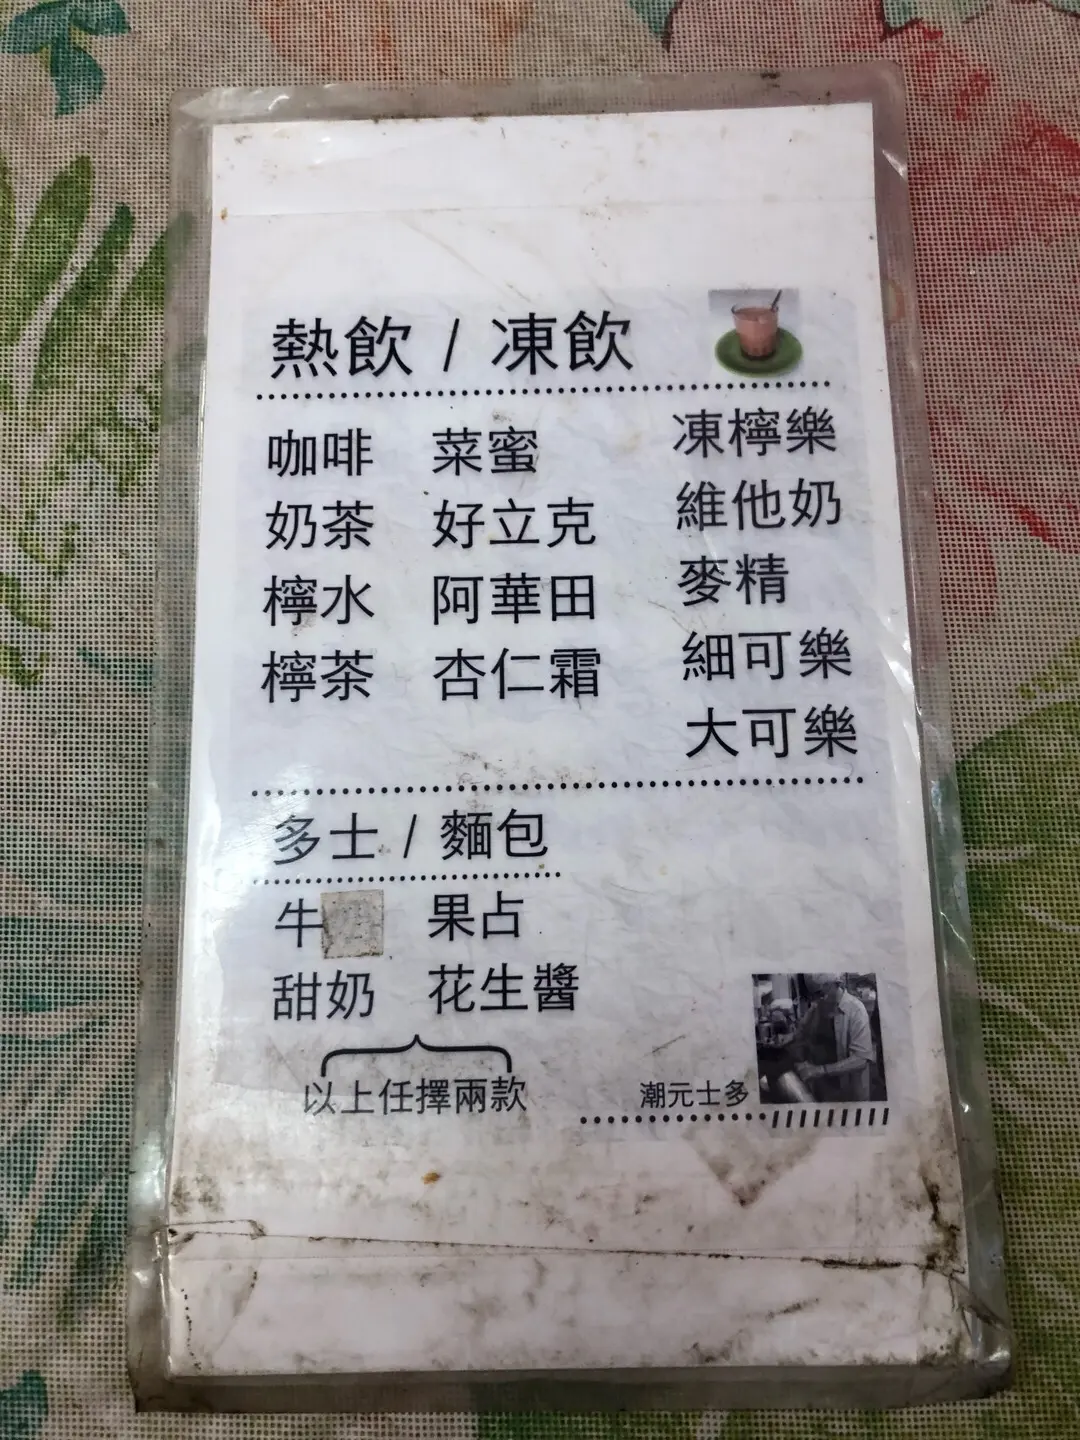 熱飲 / 凍飲
咖啡 菜蜜 凍檸樂
奶茶 好立克 維他奶
檸水 阿華田 麥精
檸茶 杏仁霜 細可樂
大可樂
多士 / 麵包
牛 果占
甜奶 花生醬
以上任擇兩款
潮元士多